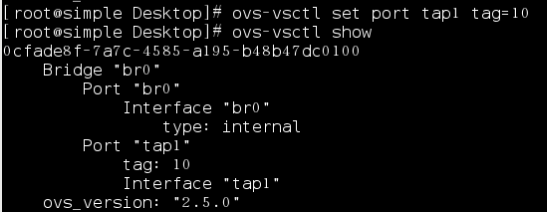 [root@simple Desktop]# ovs-vsctl set port tap1 tag=10
[root@simple Desktop]# ovs-vsctl show
0cfade8f-7a7c-4585-a195-b48b47dc0100
    Bridge "br0"
        Port "br0"
            Interface "br0"
                type: internal
        Port "tap1"
            tag: 10
            Interface "tap1"
    ovs_version: "2.5.0"